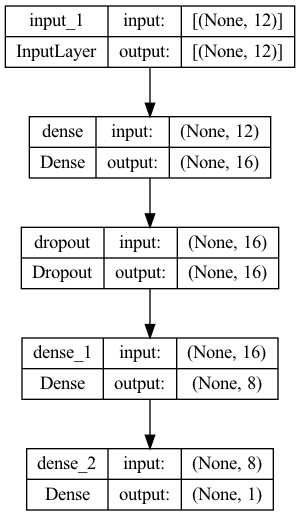 input_1 input: [(None, 12)]
InputLayer output: [(None, 12)]
dense input: (None, 12)
Dense output: (None, 16)
dropout input: (None, 16)
Dropout output: (None, 16)
dense_1 input: (None, 16)
Dense output: (None, 8)
dense_2 input: (None, 8)
Dense output: (None, 1)